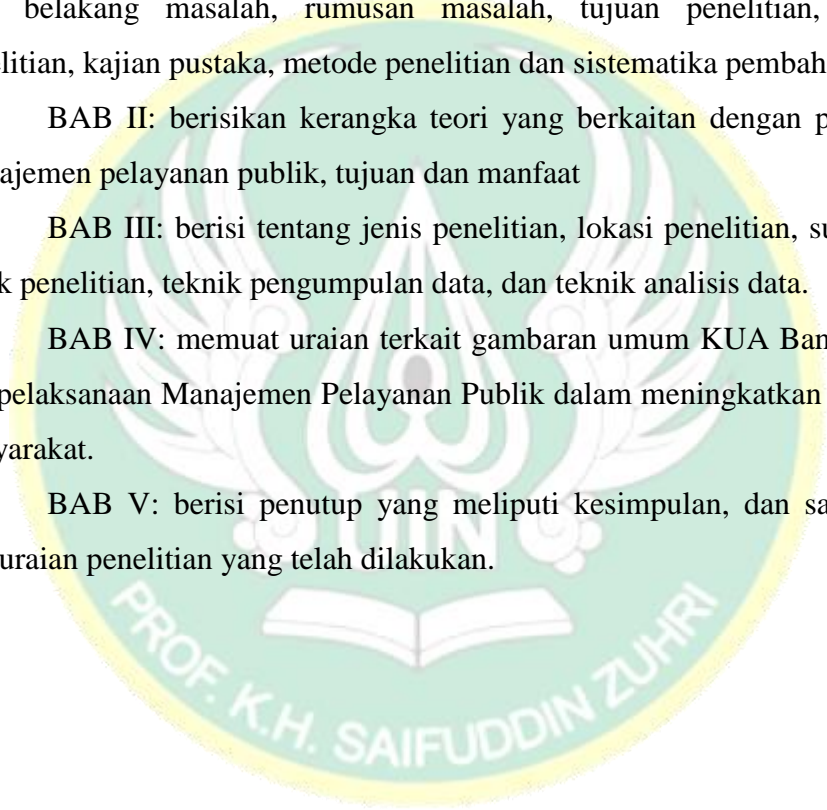 belakang masalah, rumusan masalah, tujuan penelitian,
elitian, kajian pustaka, metode penelitian dan sistematika pembah
BAB II: berisikan kerangka teori yang berkaitan dengan p
ajemen pelayanan publik, tujuan dan manfaat
BAB III: berisi tentang jenis penelitian, lokasi penelitian, su
k penelitian, teknik pengumpulan data, dan teknik analisis data.
BAB IV: memuat uraian terkait gambaran umum KUA Ban
pelaksanaan Manajemen Pelayanan Publik dalam meningkatkan
yarakat.
BAB V: berisi penutup yang meliputi kesimpulan, dan sa
uraian penelitian yang telah dilakukan.
UIN
PROF. K.H. SAIFUDDIN ZUHRI